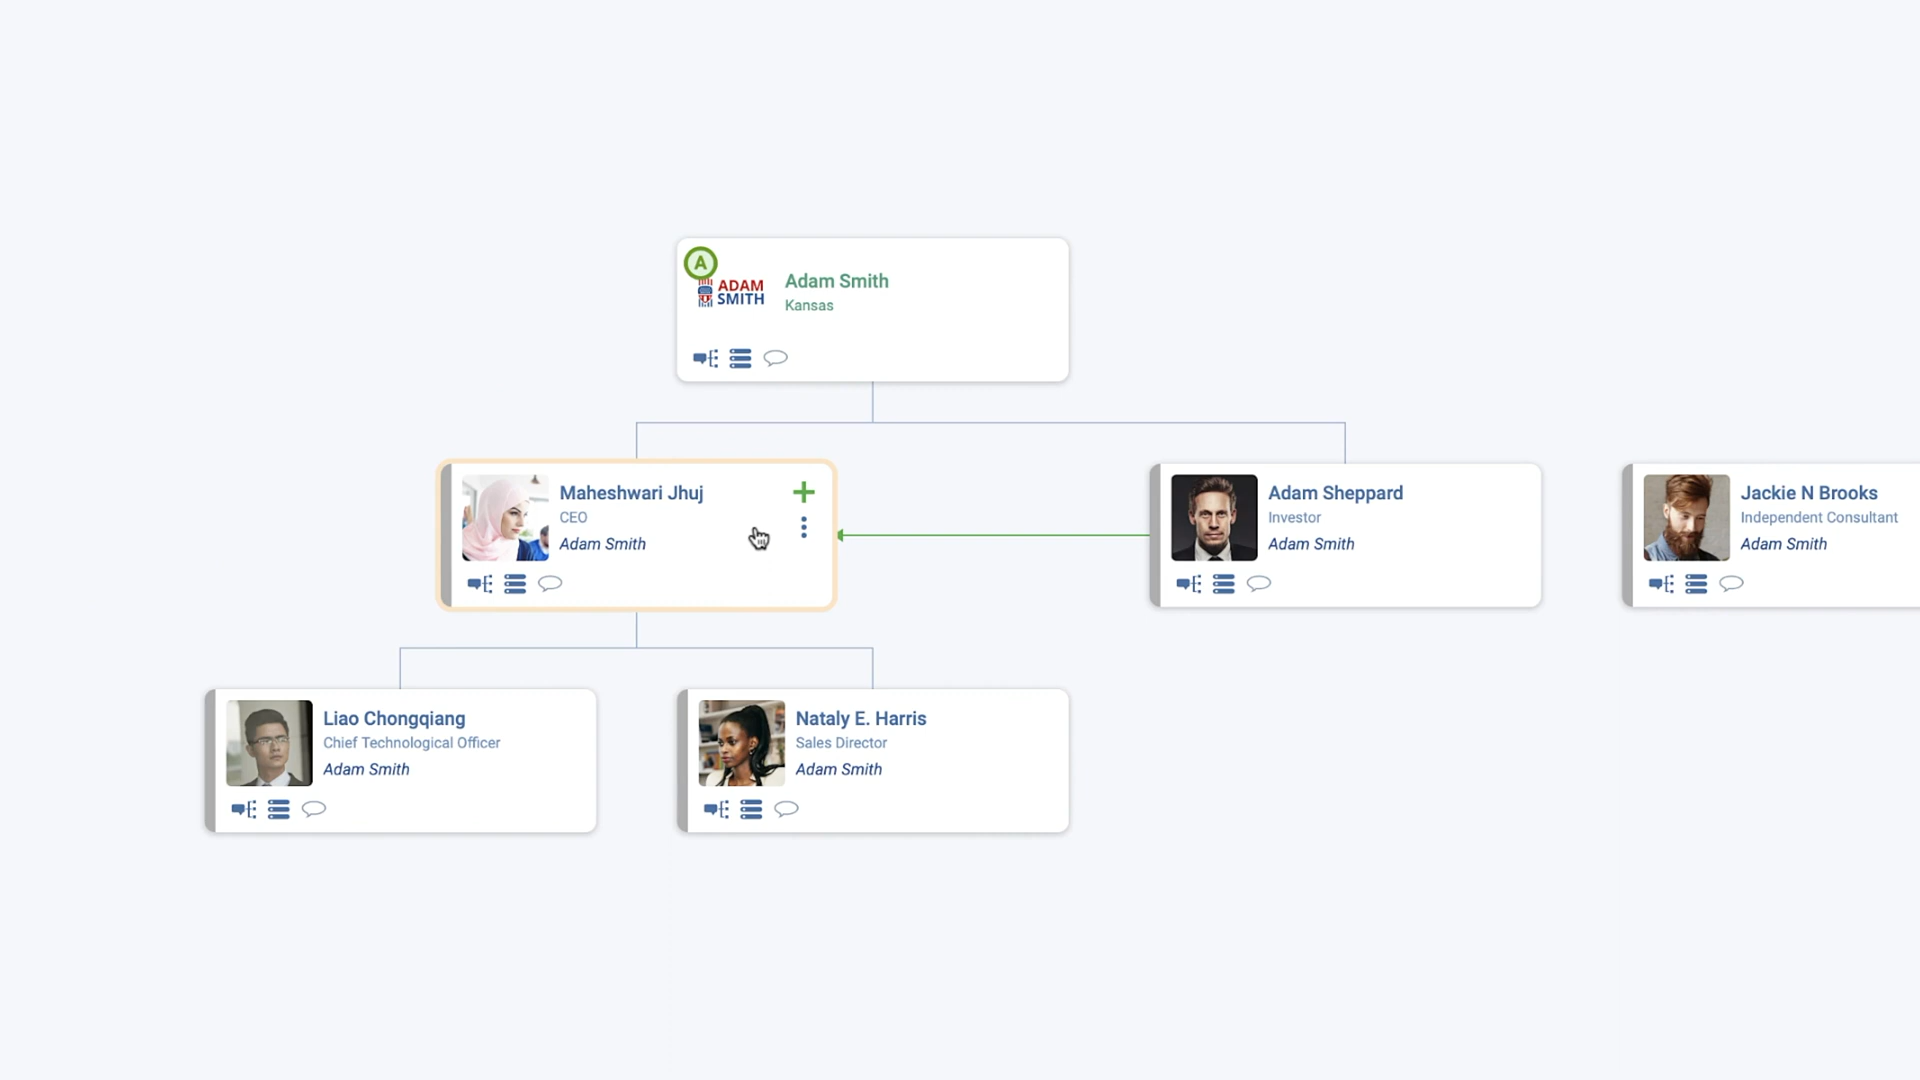 A
ADAM
SMITH
Adam Smith
Kansas
Maheshwari Jhuj
CEO
Adam Smith
Adam Sheppard
Investor
Adam Smith
Jackie N Brooks
Independent Consultant
Adam Smith
Liao Chongqiang
Chief Technological Officer
Adam Smith
Nataly E. Harris
Sales Director
Adam Smith